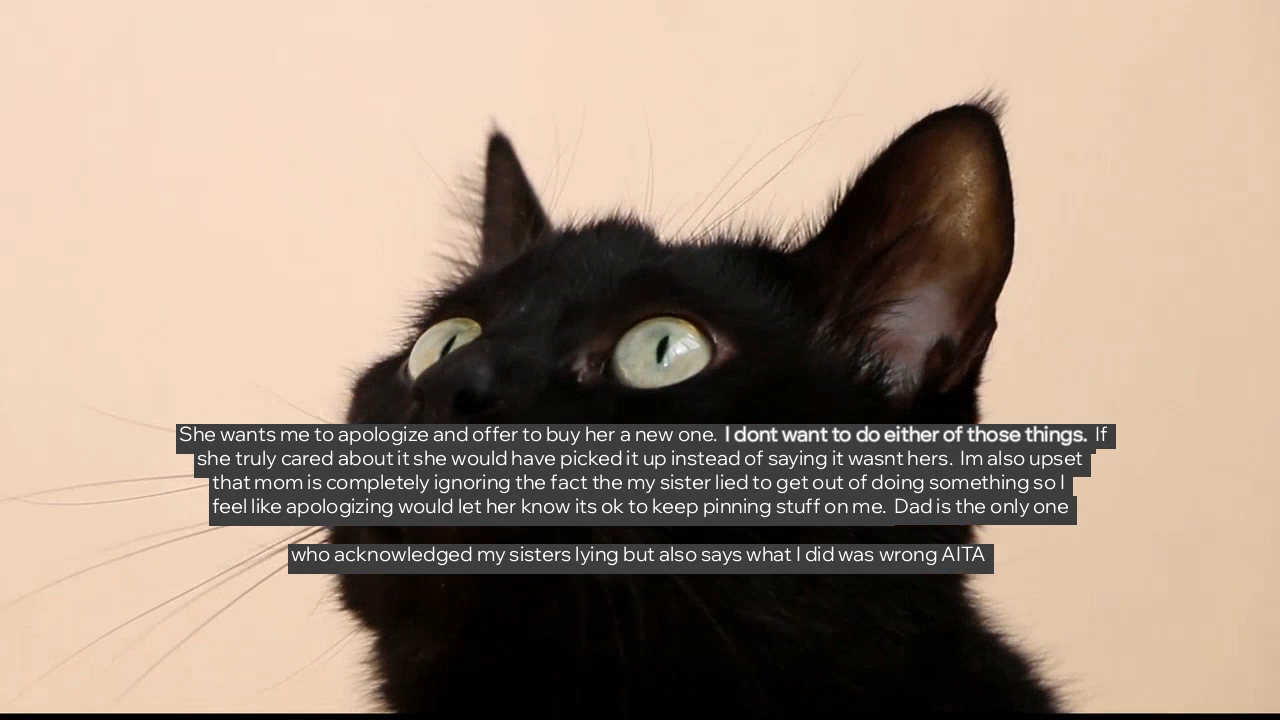 She wants me to apologize and offer to buy her a new one. I dont want to do either of those things. If
she truly cared about it she would have picked it up instead of saying it wasnt hers. Im also upset
that mom is completely ignoring the fact the my sister lied to get out of doing something so I
feel like apologizing would let her know its ok to keep pinning stuff on me. Dad is the only one
who acknowledged my sisters lying but also says what I did was wrong AITA